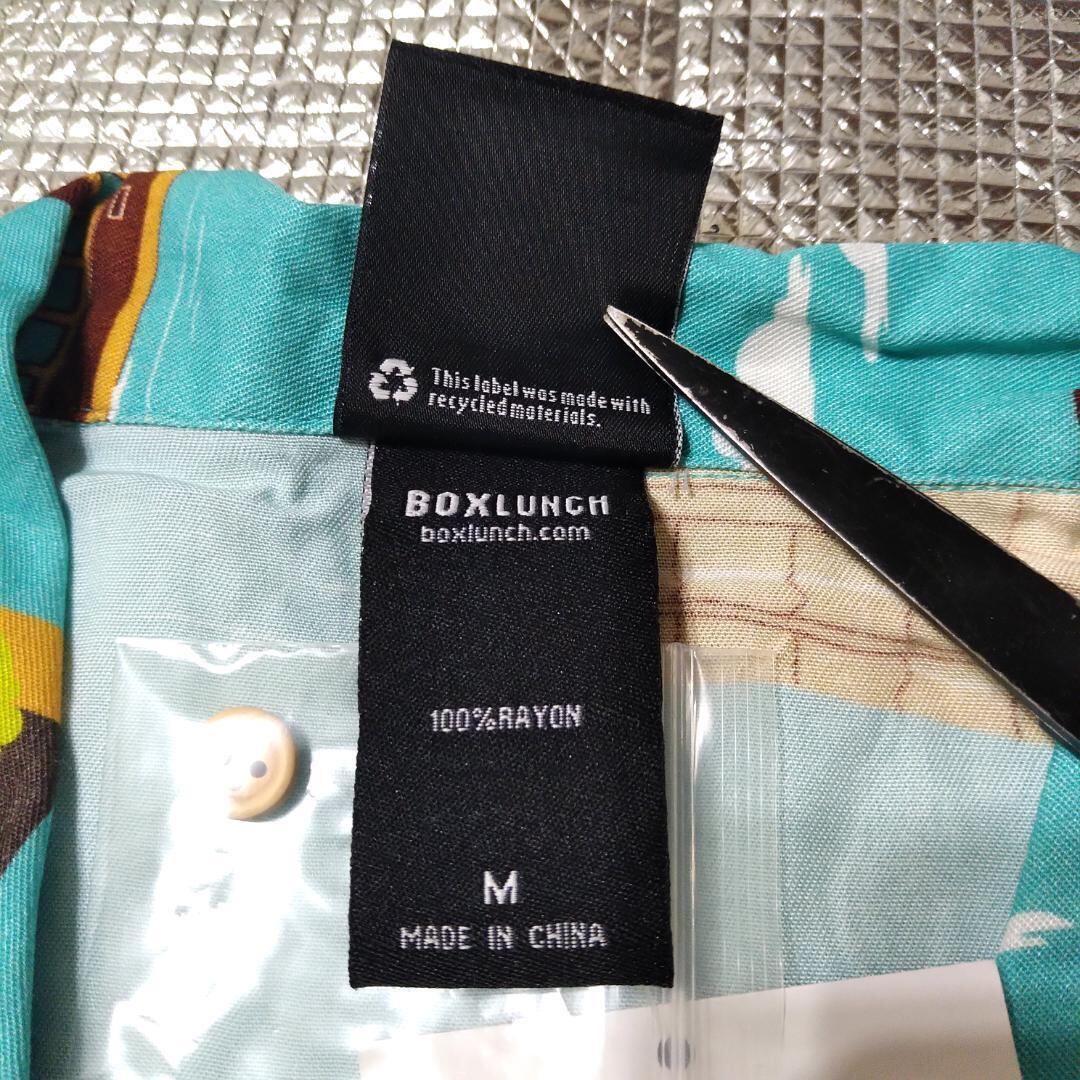 This label was made with
recycled materials.
BOXLUNCH
boxlunch.com
100%RAYON
M
MADE IN CHINA